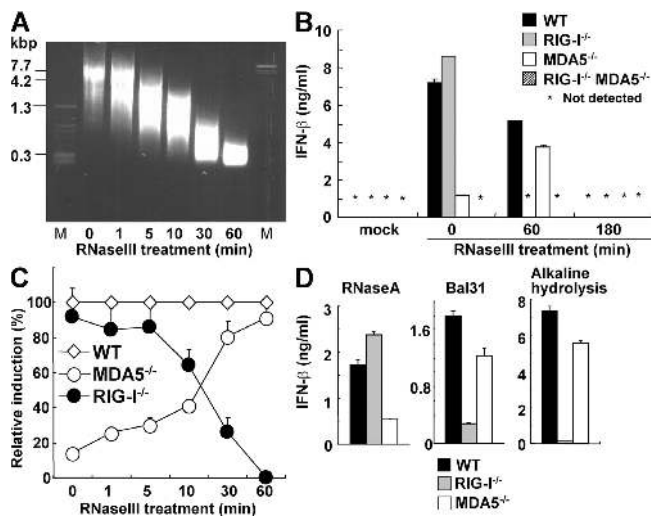 A
kbp
7.7
4.2
1.3
0.3
M 0 1 5 10 30 60 M
RNaseIII treatment (min)
B
WT
RIG-I-/-
MDA5-/-
RIG-I-/- MDA5-/-
* Not detected
IFN-β (ng/ml)
10
8
6
4
2
0
* * * * * * * * * * *
mock 0 60 180
RNaseIII treatment (min)
C
Relative induction (%)
100
80
60
40
20
0
WT
MDA5-/-
RIG-I-/-
0 1 5 10 30 60
RNaseIII treatment (min)
D
IFN-β (ng/ml)
RNaseA
3
2
1
0
Bal31
1.6
0.8
0
Alkaline
hydrolysis
8
6
4
2
0
WT
RIG-I-/-
MDA5-/-